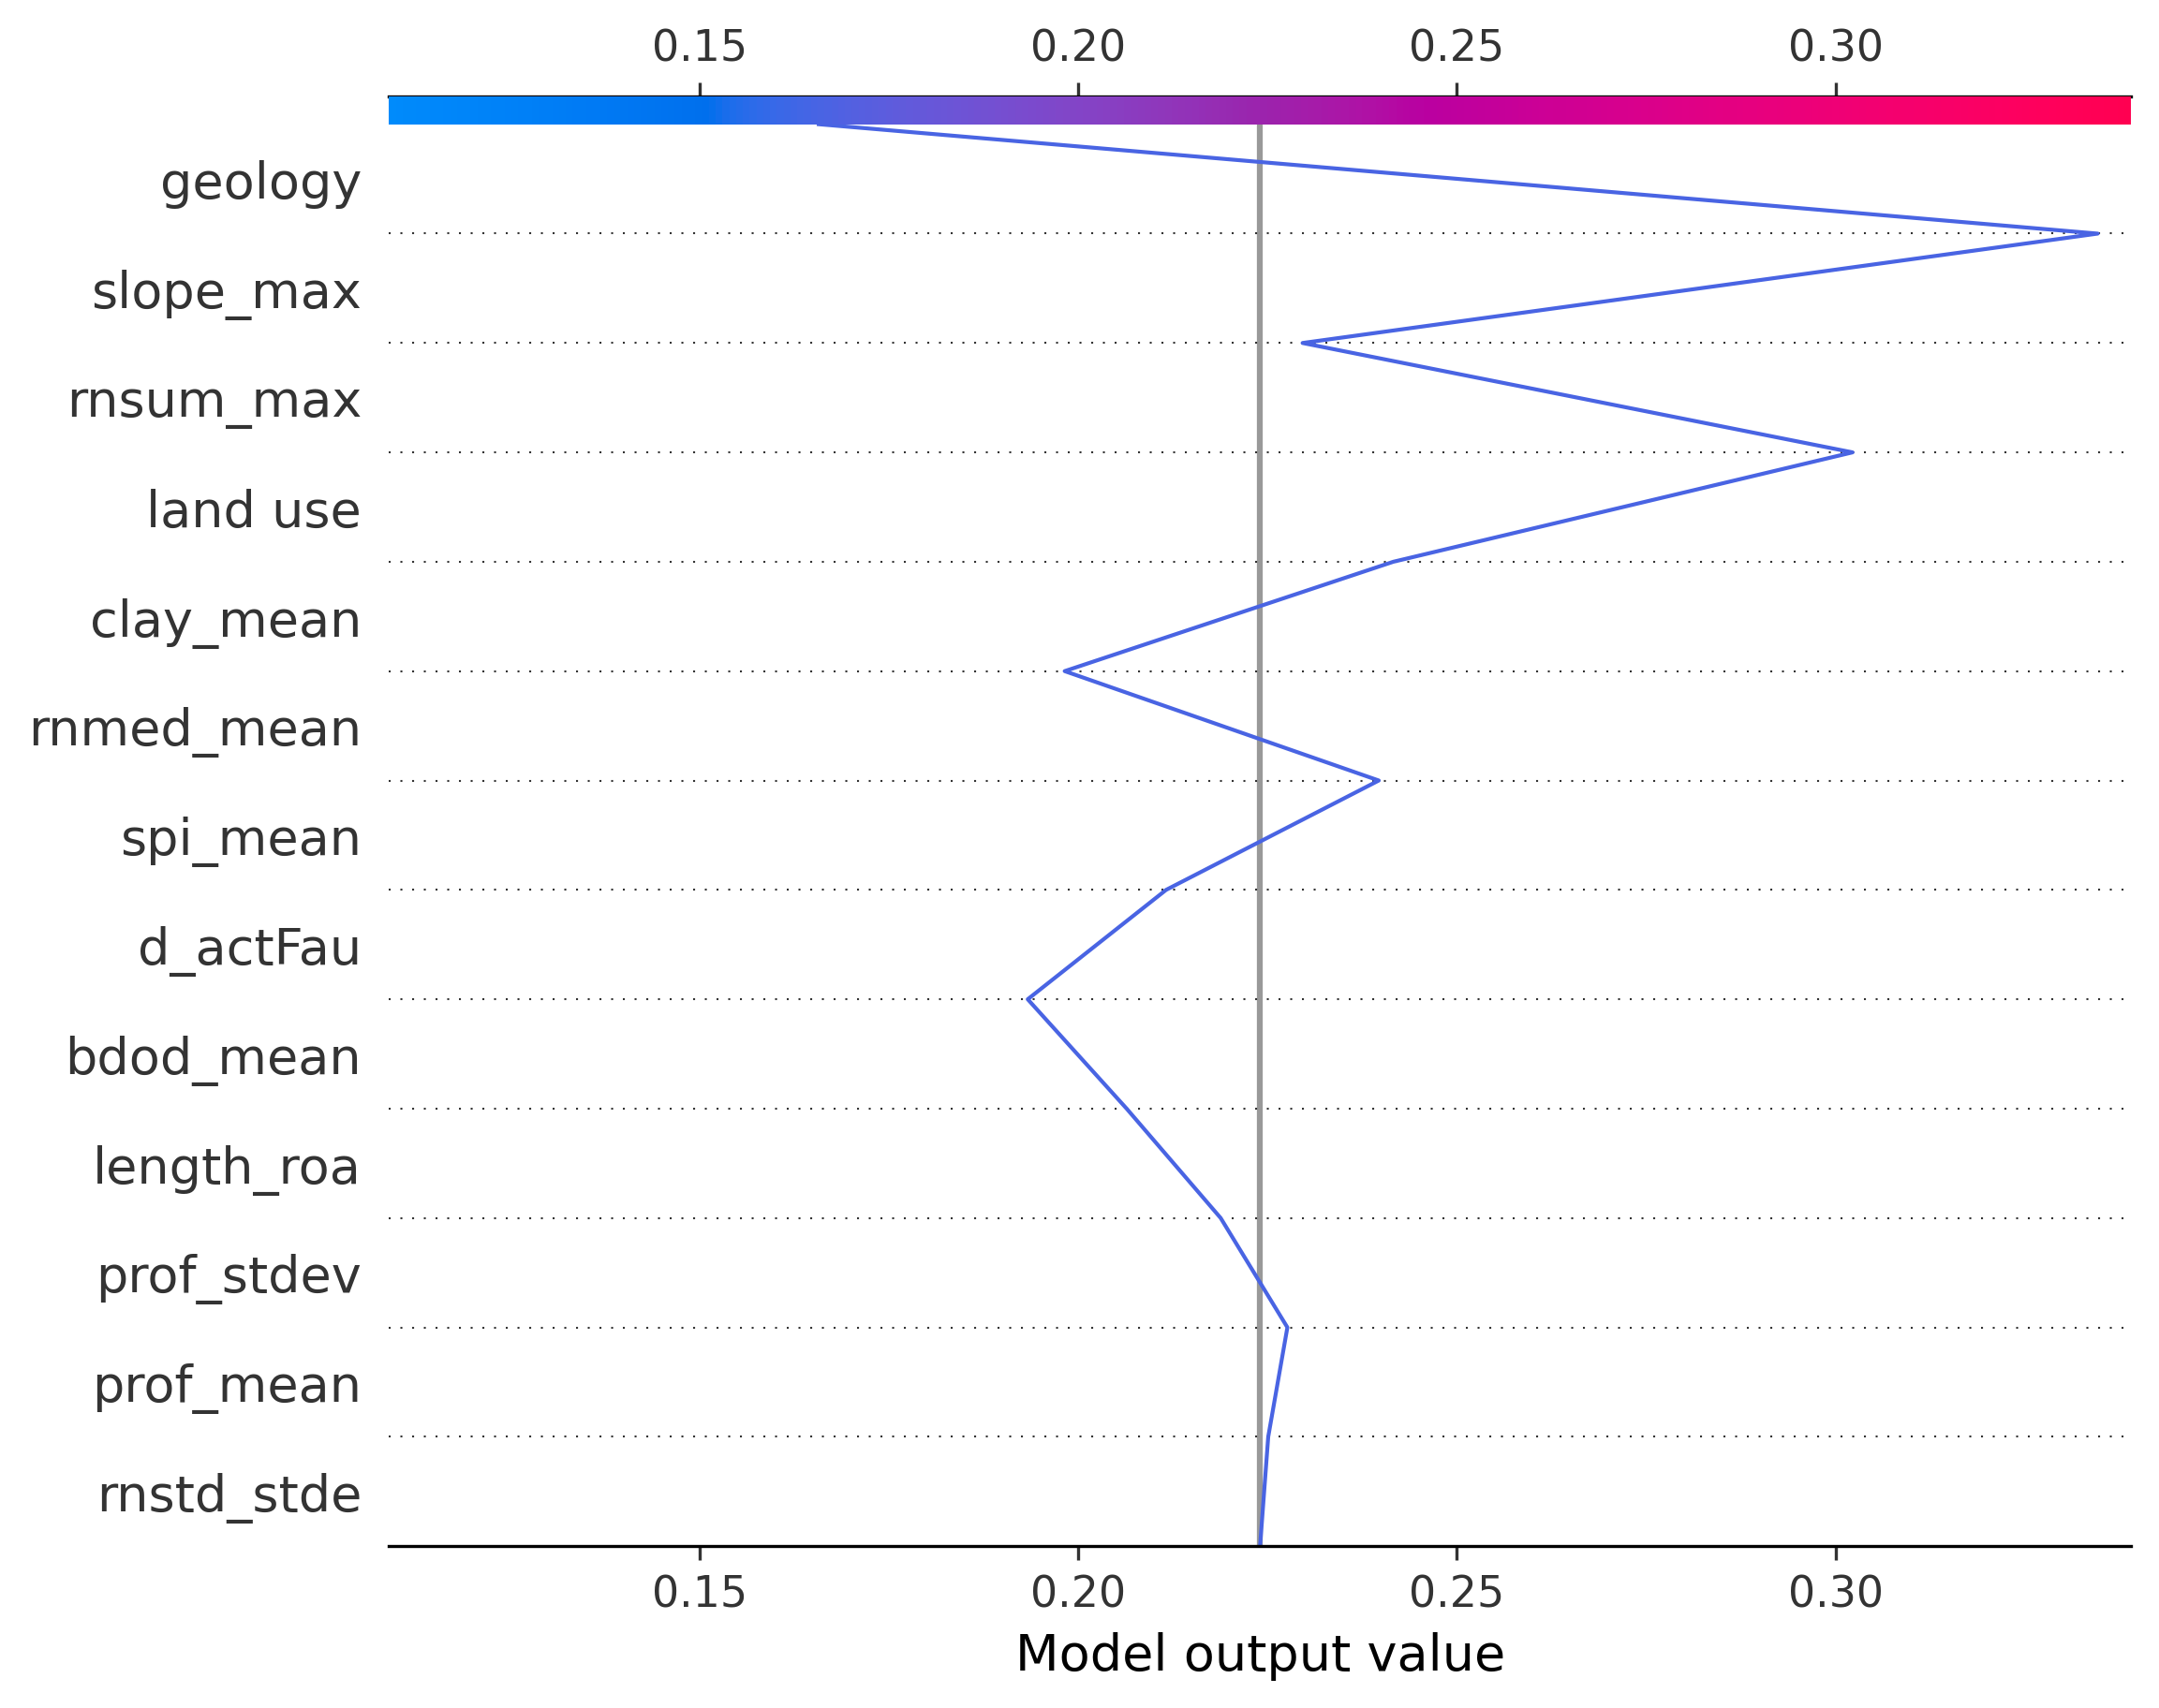 0.15 0.20 0.25 0.30
geology
slope_max
rnsum_max
land use
clay_mean
rnmed_mean
spi_mean
d_actFau
bdod_mean
length_roa
prof_stdev
prof_mean
rnstd_stde
0.15 0.20 0.25 0.30
Model output value